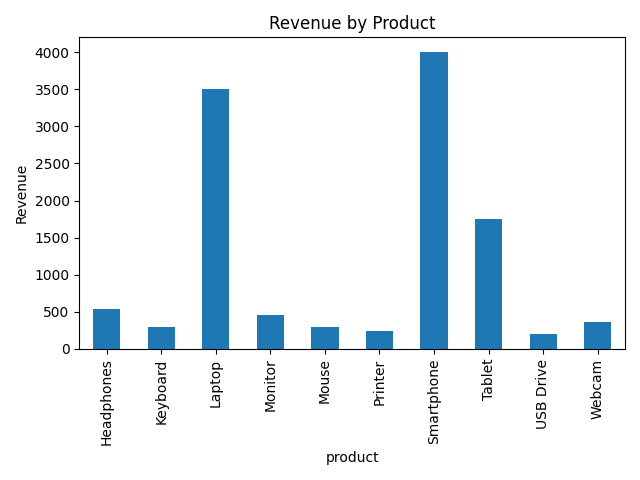 Revenue by Product
Revenue
4000
3500
3000
2500
2000
1500
1000
500
0
Headphones
Keyboard
Laptop
Monitor
Mouse
Printer
Smartphone
Tablet
USB Drive
Webcam
product